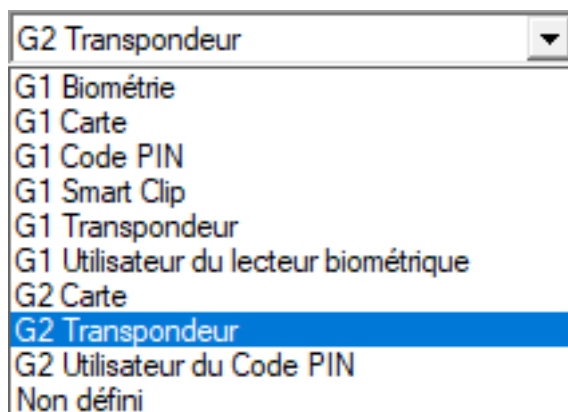 G2 Transpondeur
G1 Biométrie
G1 Carte
G1 Code PIN
G1 Smart Clip
G1 Transpondeur
G1 Utilisateur du lecteur biométrique
G2 Carte
G2 Transpondeur
G2 Utilisateur du Code PIN
Non défini